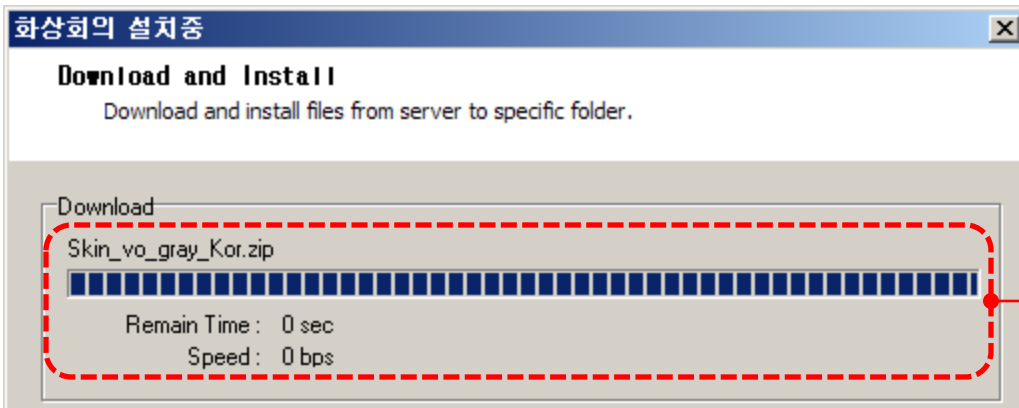 화상회의 설치중
Download and Install
Download and install files from server to specific folder.
Download
Skin_vo_gray_Kor.zip
Remain Time : 0 sec
Speed : 0 bps